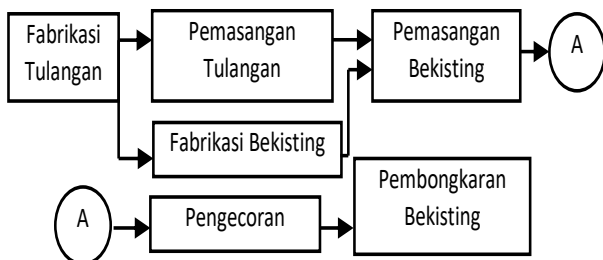 Fabrikasi
Tulangan
Pemasangan
Tulangan
Pemasangan
Bekisting
A
Fabrikasi Bekisting
A
Pengecoran
Pembongkaran
Bekisting